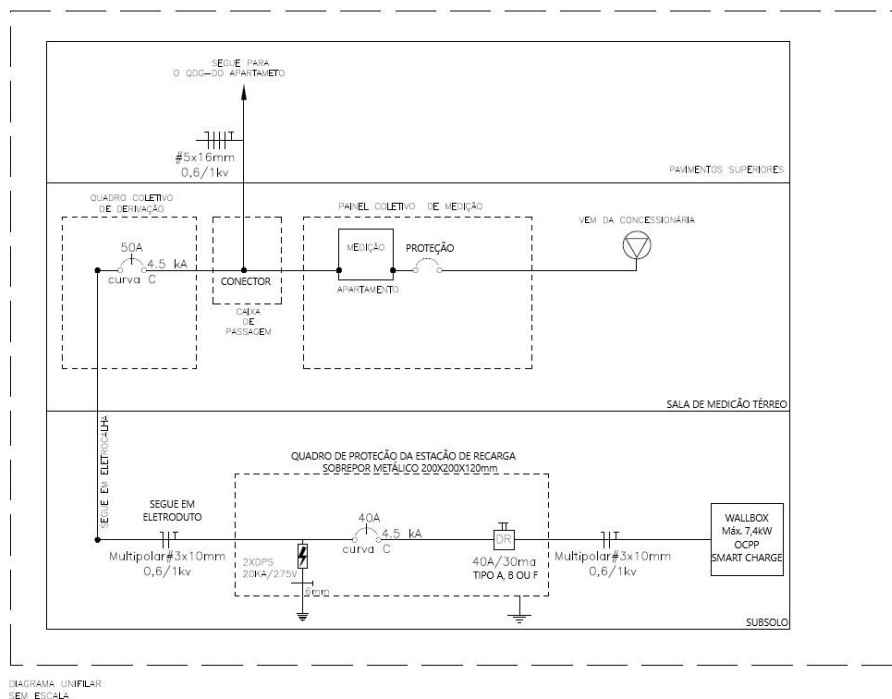 SEGUE PARA
O QDC-DO APARTAMETO
#5x16mm
0,6/1kv
PAVIMENTOS SUPERIORES
QUADRO COLETIVO
DE DERIVAÇÃO
PAINEL COLETIVO DE MEDIÇÃO
VEM DA CONCESSIONÁRIA
50A
4.5 kA
curva C
CONECTOR
MEDIÇÃO
PROTEÇÃO
APARTAMENTO
CAIXA
DE
PASSAGEM
SALA DE MEDICÃO TÉRREO
SEGUE EM ELETROCALHA
QUADRO DE PROTECÃO DA ESTACÃO DE RECARGA
SOBREPOR METÁLICO 200X200X120mm
SEGUE EM
ELETRODUTO
Multipolar#3x10mm
0,6/1kv
2XDPS
20KA/275V
6mm
40A
4.5 kA
curva C
DR
40A/30ma
TIPO A, B OU F
Multipolar#3x10mm
0,6/1kv
WALLBOX
Máx. 7,4kW
OCPP
SMART CHARGE
SUBSOLO
DIAGRAMA UNIFILAR
SEM ESCALA